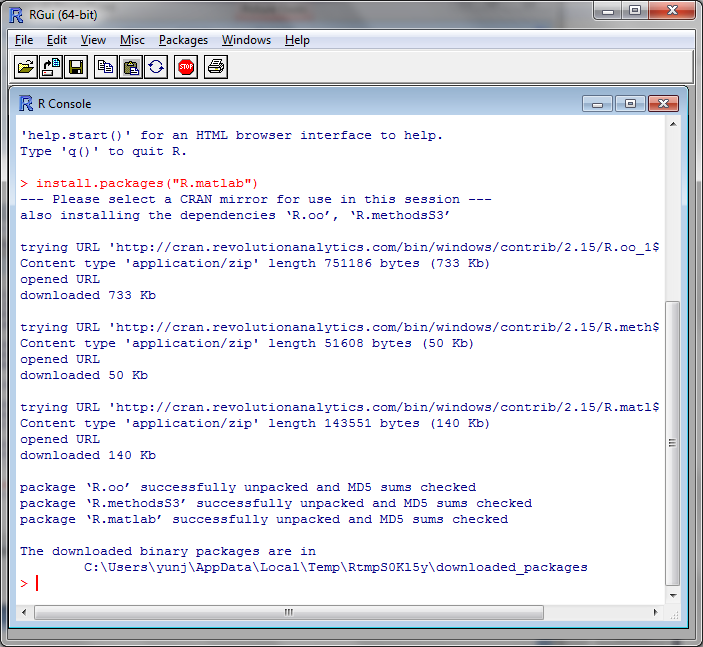 RGui (64-bit)
File Edit View Misc Packages Windows Help
STOP
R Console
'help.start()' for an HTML browser interface to help.
Type 'q()' to quit R.
> install.packages("R.matlab")
--- Please select a CRAN mirror for use in this session ---
also installing the dependencies ‘R.oo’, ‘R.methodsS3’
trying URL 'http://cran.revolutionanalytics.com/bin/windows/contrib/2.15/R.oo_1$
Content type 'application/zip' length 751186 bytes (733 Kb)
opened URL
downloaded 733 Kb
trying URL 'http://cran.revolutionanalytics.com/bin/windows/contrib/2.15/R.meth$
Content type 'application/zip' length 51608 bytes (50 Kb)
opened URL
downloaded 50 Kb
trying URL 'http://cran.revolutionanalytics.com/bin/windows/contrib/2.15/R.matl$
Content type 'application/zip' length 143551 bytes (140 Kb)
opened URL
downloaded 140 Kb
package ‘R.oo’ successfully unpacked and MD5 sums checked
package ‘R.methodsS3’ successfully unpacked and MD5 sums checked
package ‘R.matlab’ successfully unpacked and MD5 sums checked
The downloaded binary packages are in
C:\Users\yunj\AppData\Local\Temp\RtmpS0Kl5y\downloaded_packages
>